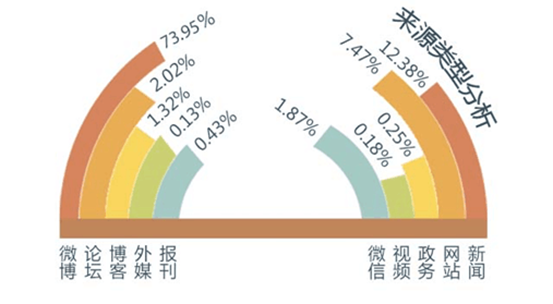 来源类型分析
73.95%
2.02%
1.32%
0.13%
0.43%
1.87%
0.18%
0.25%
7.47%
12.38%
微博
论坛
博客
外媒
报刊
微信
视频
政务
网站
新闻